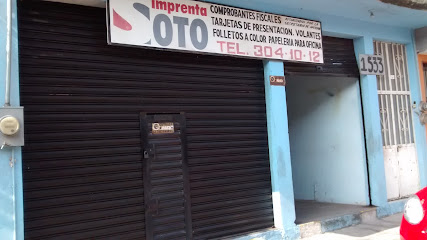 Imprenta
SOTO
COMPROBANTES FISCALES
TARJETAS DE PRESENTACION, VOLANTES
FOLLETOS A COLOR PAPELERIA PARA OFICINA
TEL. 304-10-12
1533